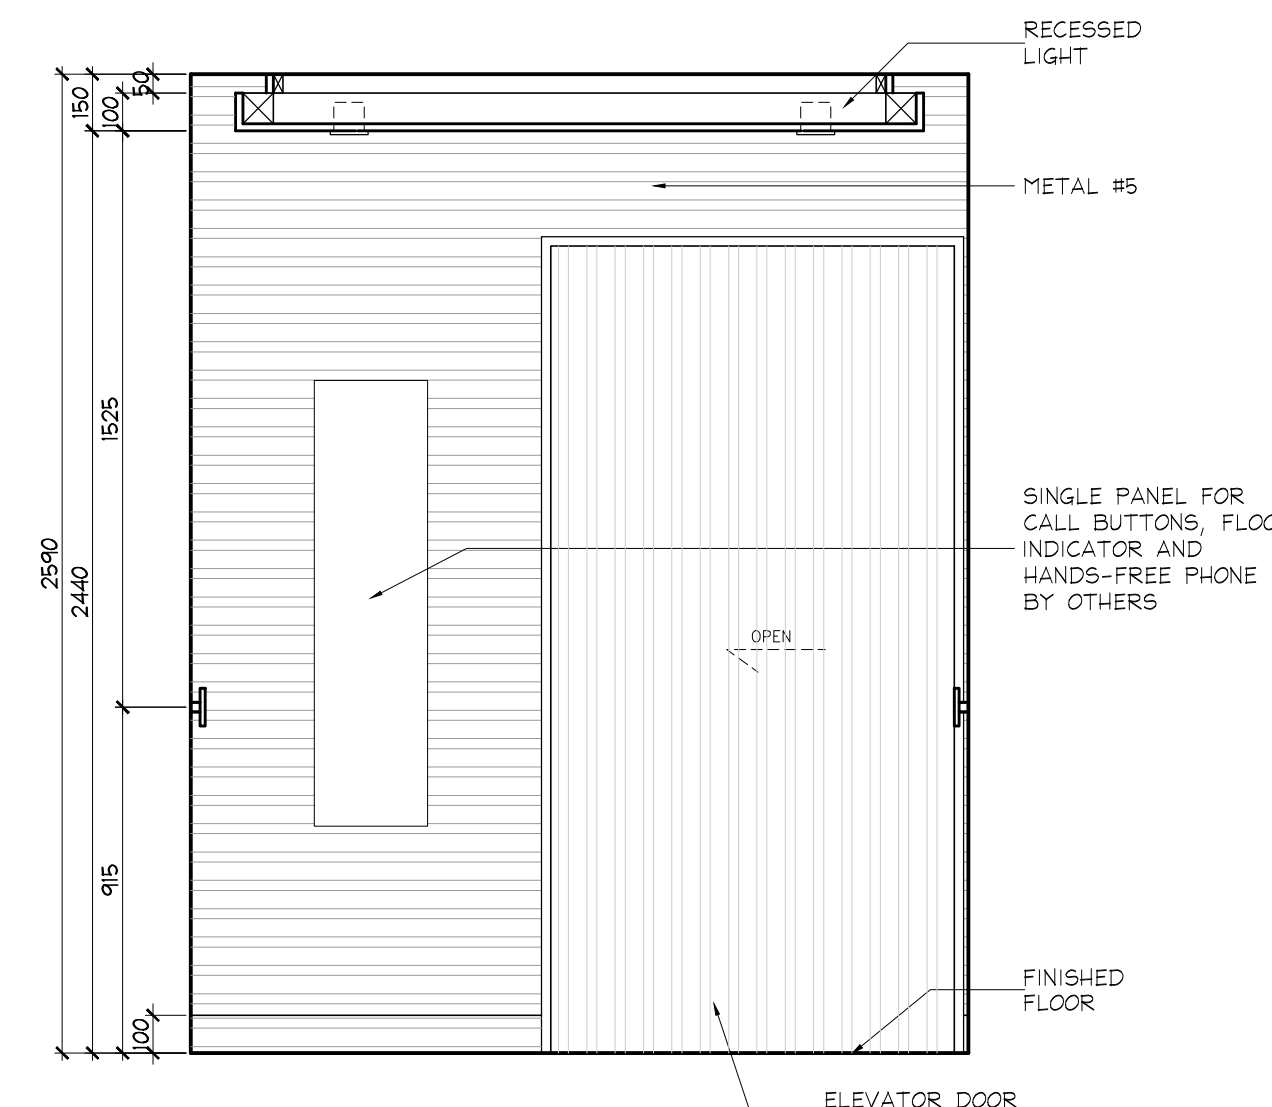 RECESSED
LIGHT
50
150
100
METAL #5
1525
SINGLE PANEL FOR
CALL BUTTONS, FLOO
INDICATOR AND
HANDS-FREE PHONE
BY OTHERS
2590
2440
OPEN
915
FINISHED
FLOOR
100
ELEVATOR DOOR